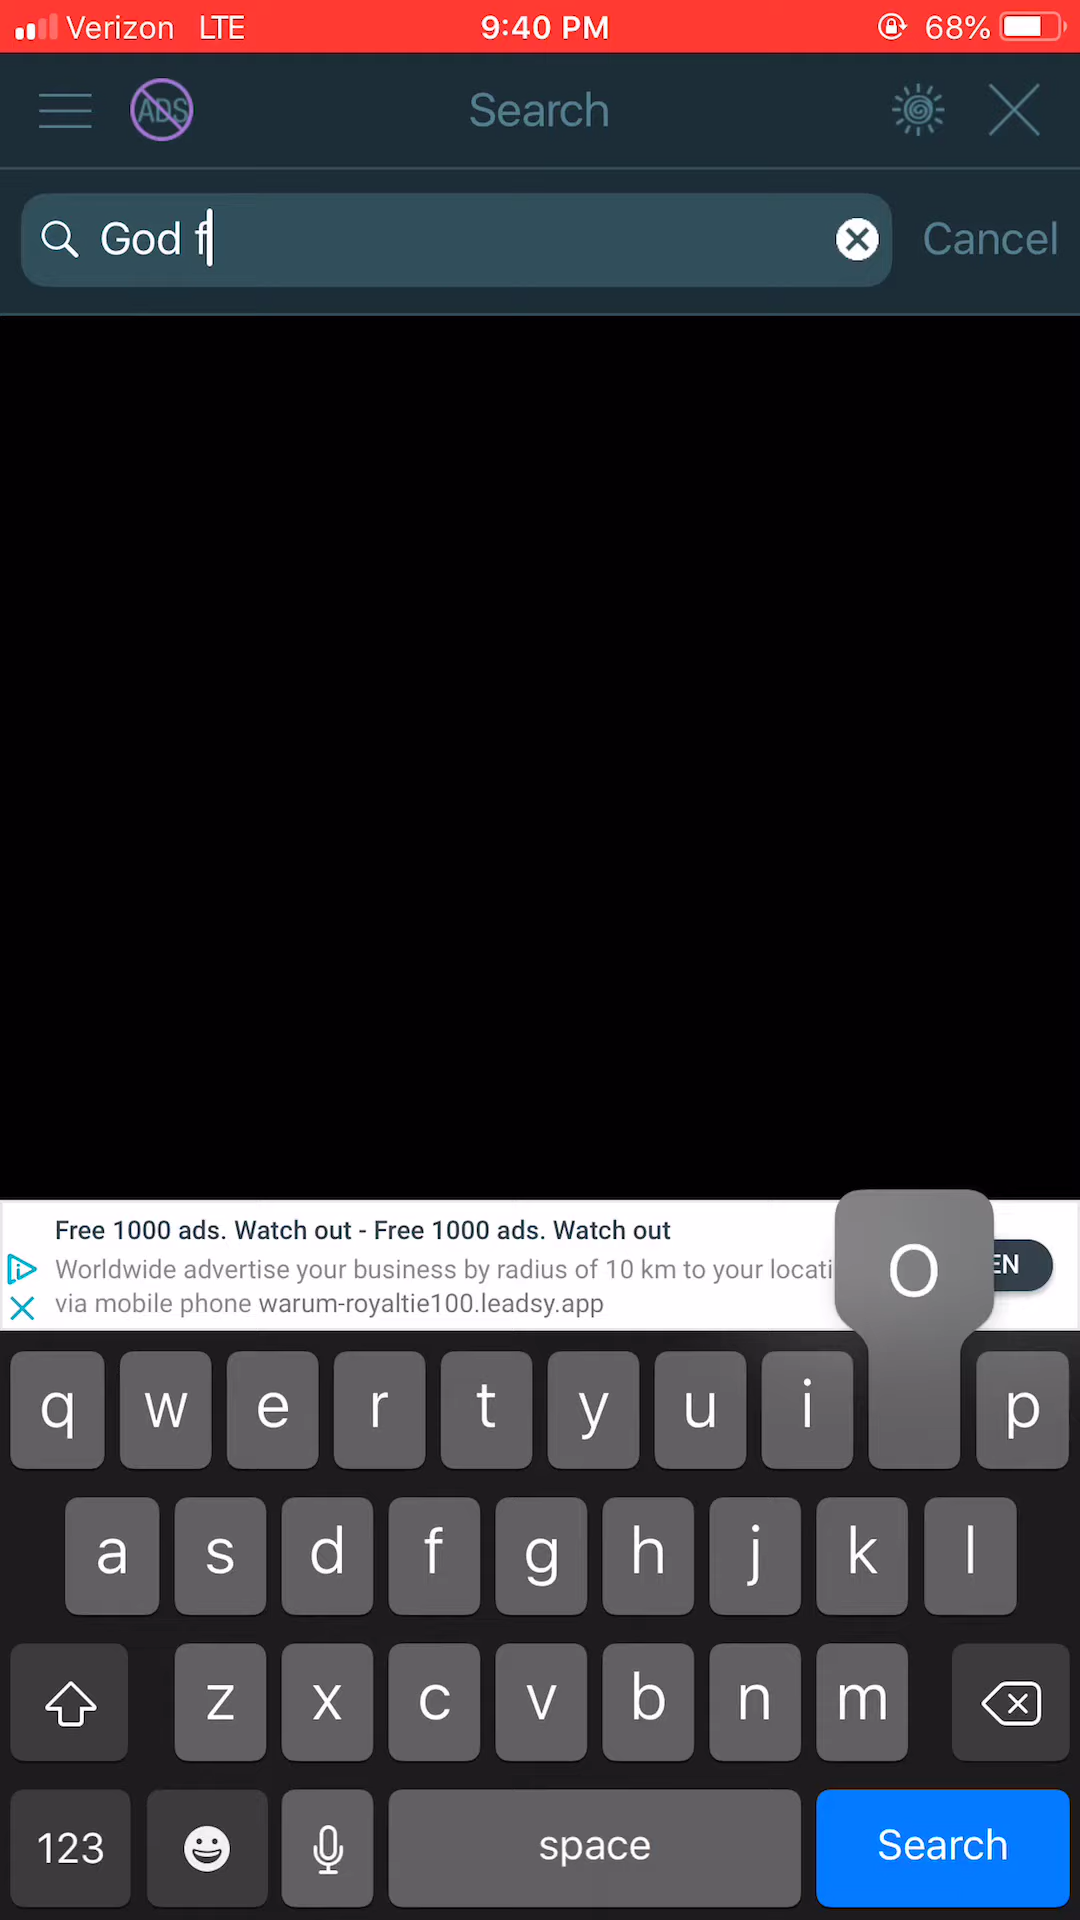 Verizon LTE 9:40 PM 68%
ADS Search
God f Cancel
Free 1000 ads. Watch out - Free 1000 ads. Watch out
Worldwide advertise your business by radius of 10 km to your locati
via mobile phone warum-royaltie100.leadsy.app
EN
o
q w e r t y u i p
a s d f g h j k l
z x c v b n m
123 space Search